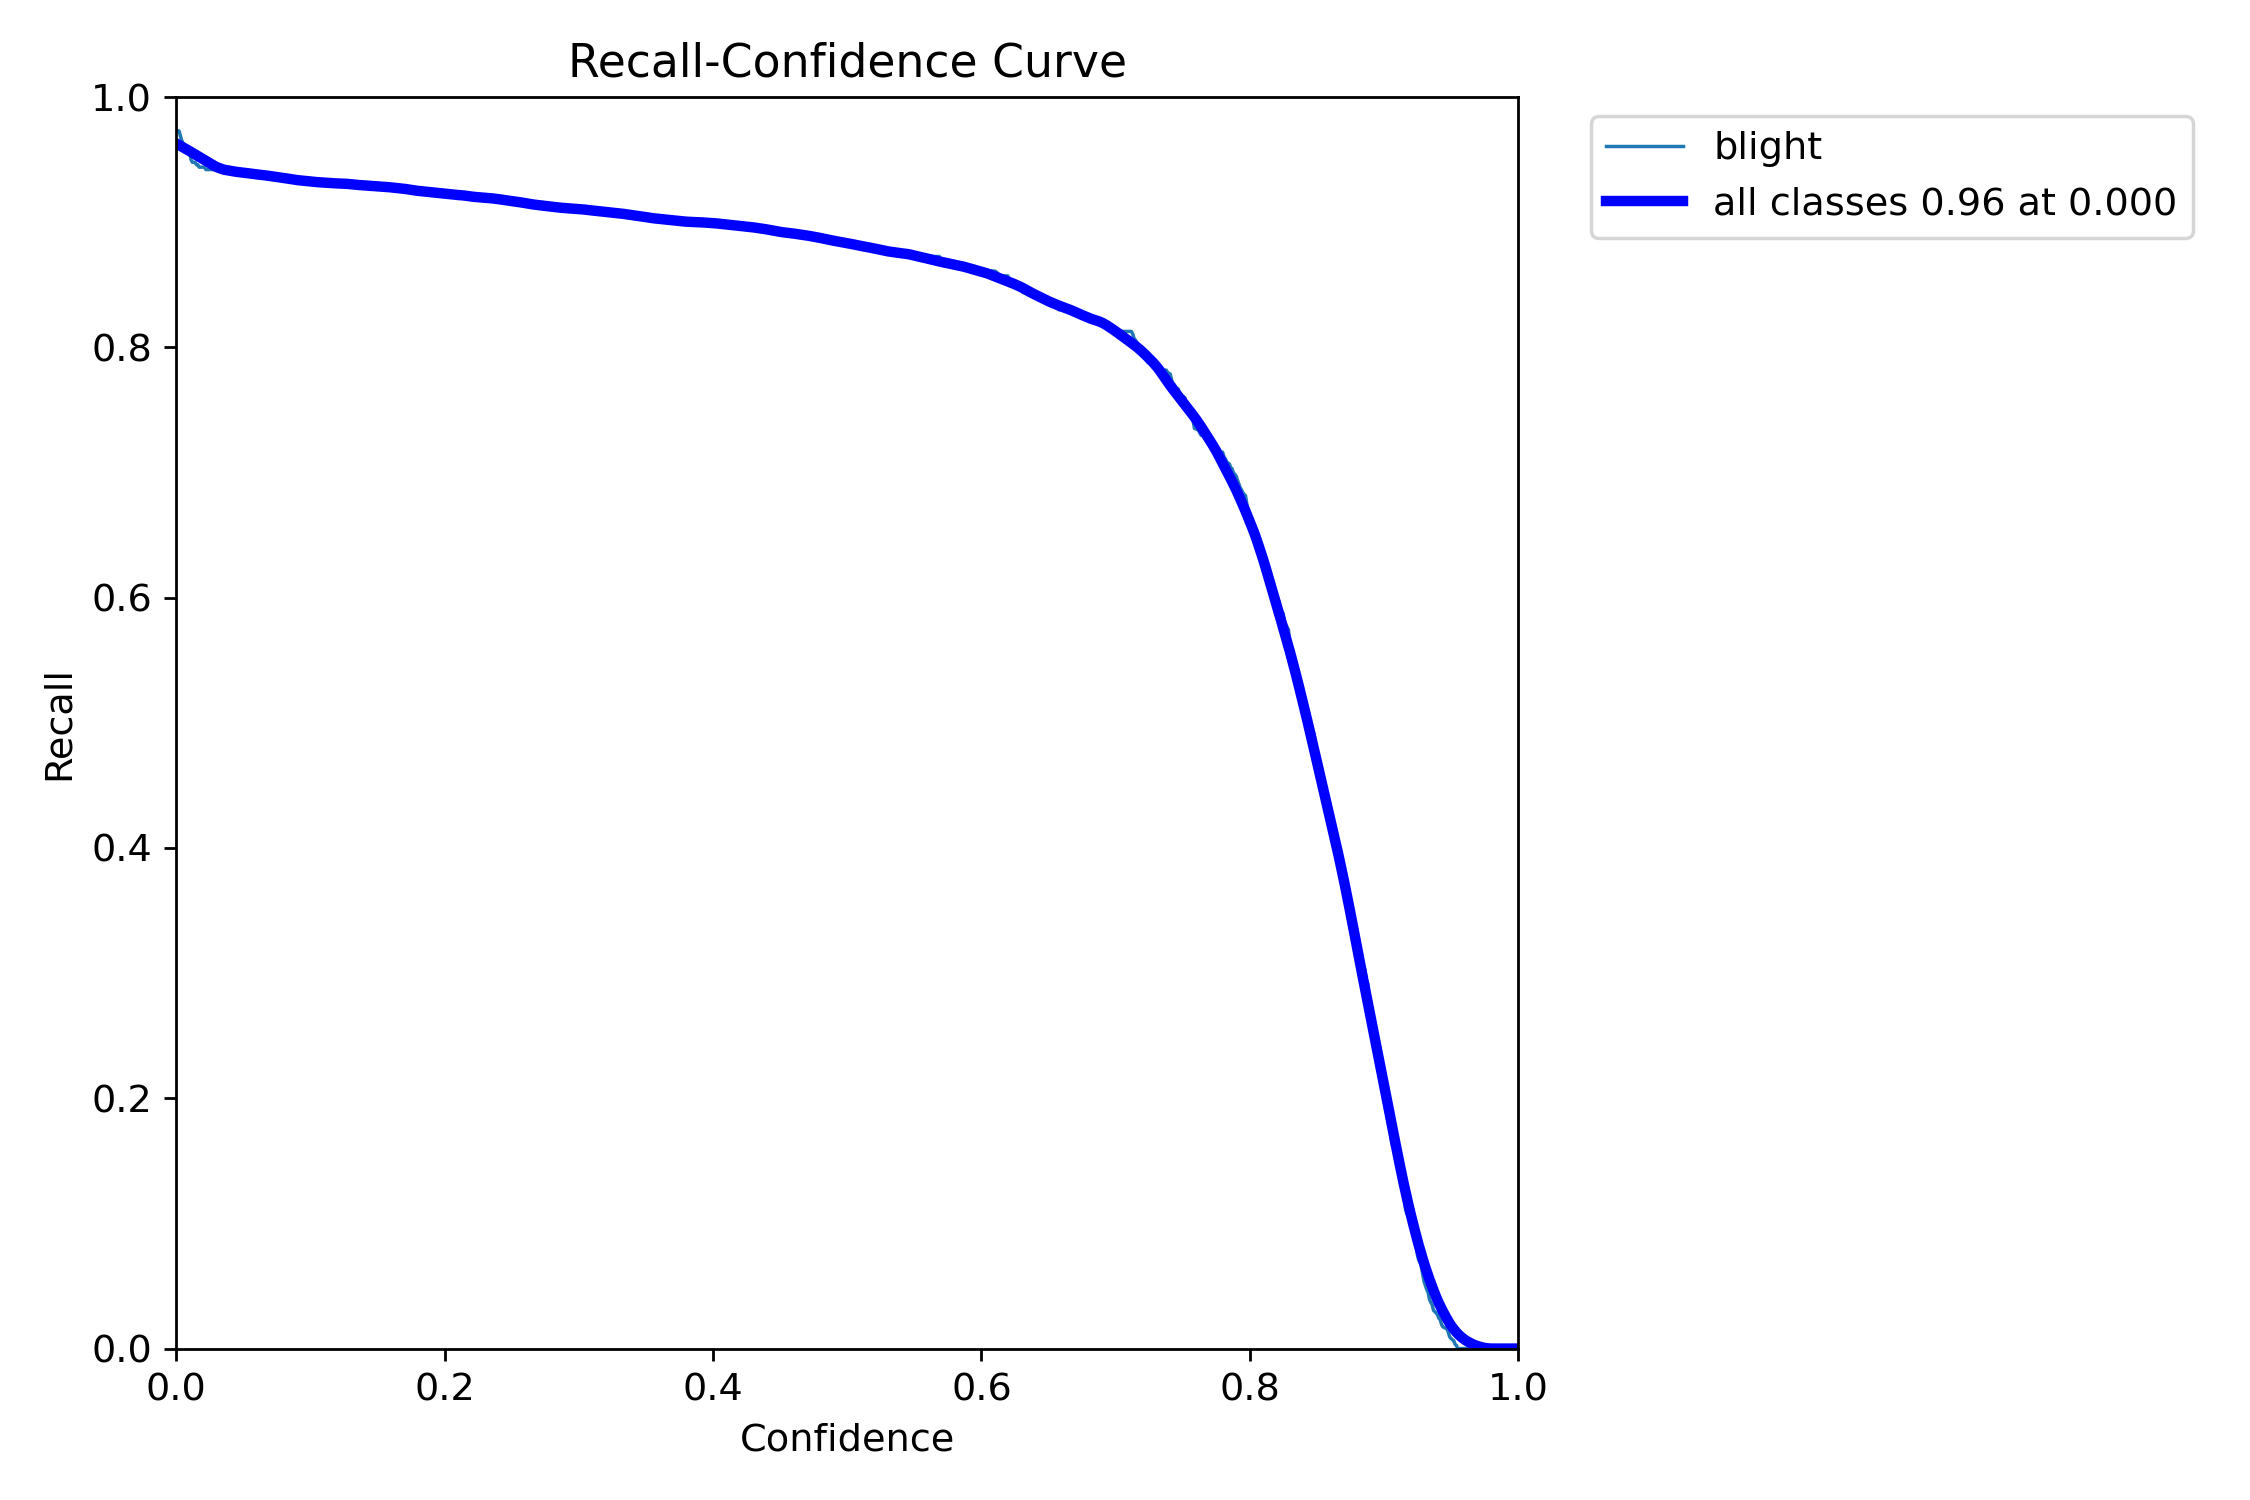 Recall-Confidence Curve
1.0
0.8
0.6
0.4
0.2
0.0
Recall
0.0 0.2 0.4 0.6 0.8 1.0
Confidence
blight
all classes 0.96 at 0.000